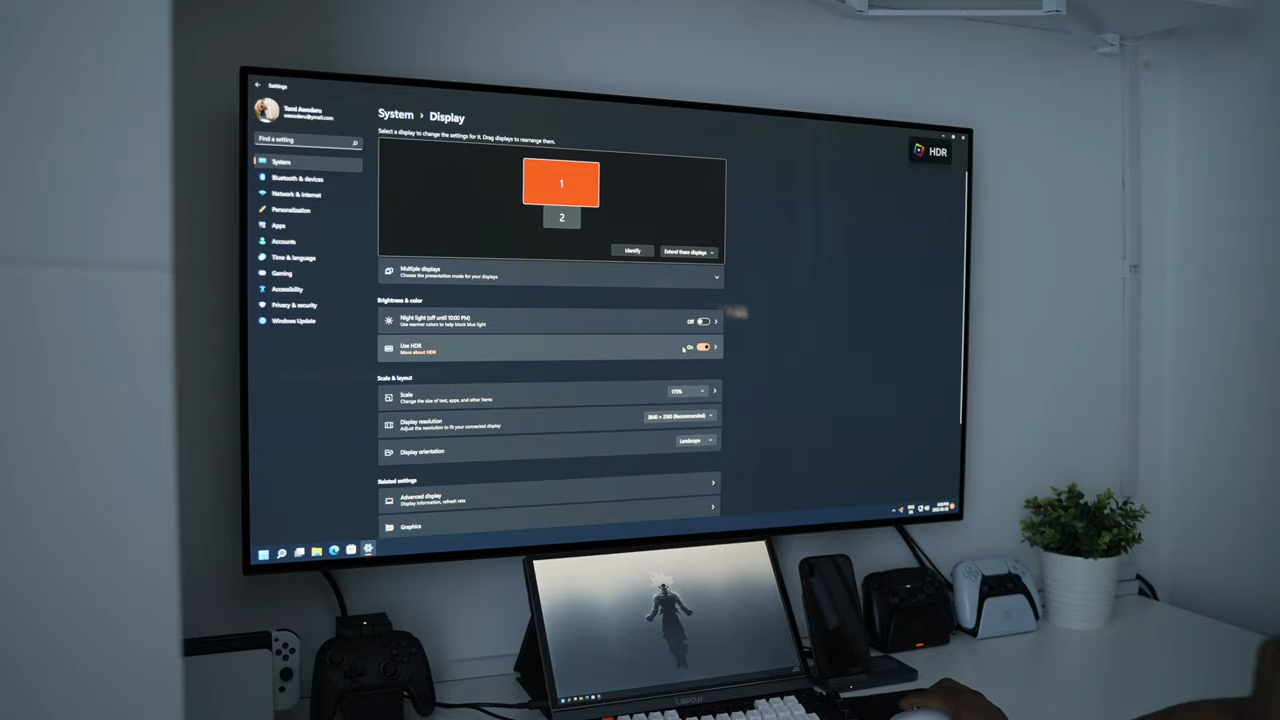 Settings
Tomi Awoderu
Find a setting
System
Bluetooth & devices
Network & internet
Personalization
Apps
Accounts
Time & language
Gaming
Accessibility
Privacy & security
Windows Update
System > Display
Select a display to change the settings for it. Drag displays to rearrange them.
1
2
Identify
Extend these displays
Multiple displays
Choose the presentation mode for your displays
Brightness & color
Night light (off until 10:00 PM)
Use warmer colors to help block blue light
Off
Use HDR
More about HDR
On
Scale & layout
Scale
Change the size of text, apps, and other items
175%
Display resolution
Adjust the resolution to fit your connected display
3840 × 2160 (Recommended)
Display orientation
Landscape
Related settings
Advanced display
Display information, refresh rate
Graphics
HDR